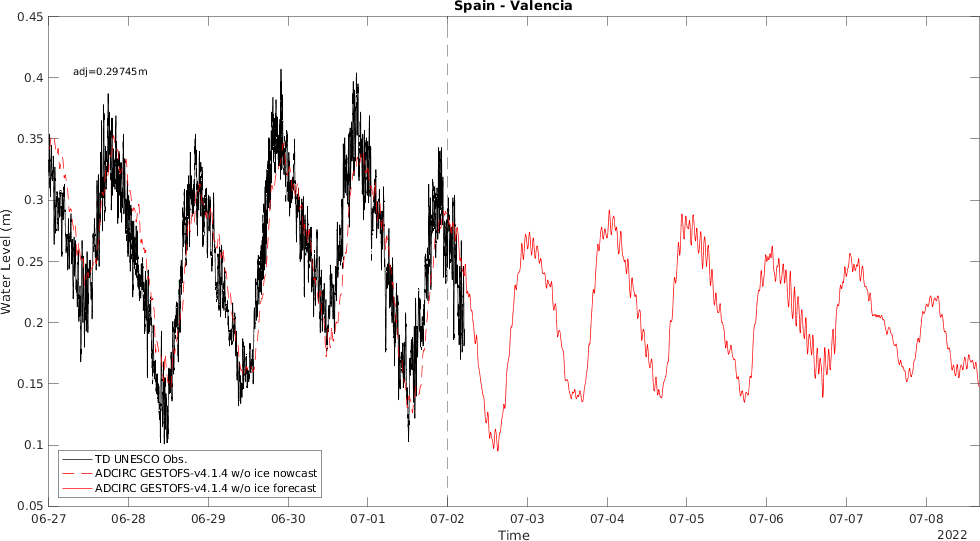 Spain - Valencia
0.45
0.4
0.35
0.3
0.25
0.2
0.15
0.1
0.05
Water Level (m)
adj=0.29745m
TD UNESCO Obs.
ADCIRC GESTOFS-v4.1.4 w/o ice nowcast
ADCIRC GESTOFS-v4.1.4 w/o ice forecast
06-27 06-28 06-29 06-30 07-01 07-02 07-03 07-04 07-05 07-06 07-07 07-08
Time
2022